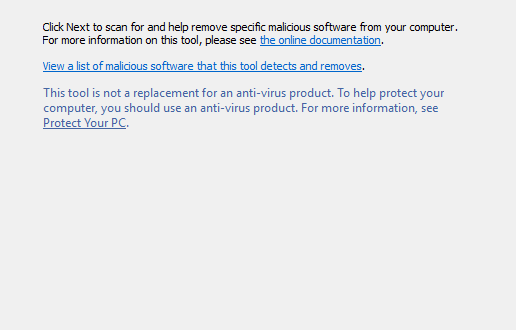 Click Next to scan for and help remove specific malicious software from your computer.
For more information on this tool, please see the online documentation.
View a list of malicious software that this tool detects and removes.
This tool is not a replacement for an anti-virus product. To help protect your
computer, you should use an anti-virus product. For more information, see
Protect Your PC.